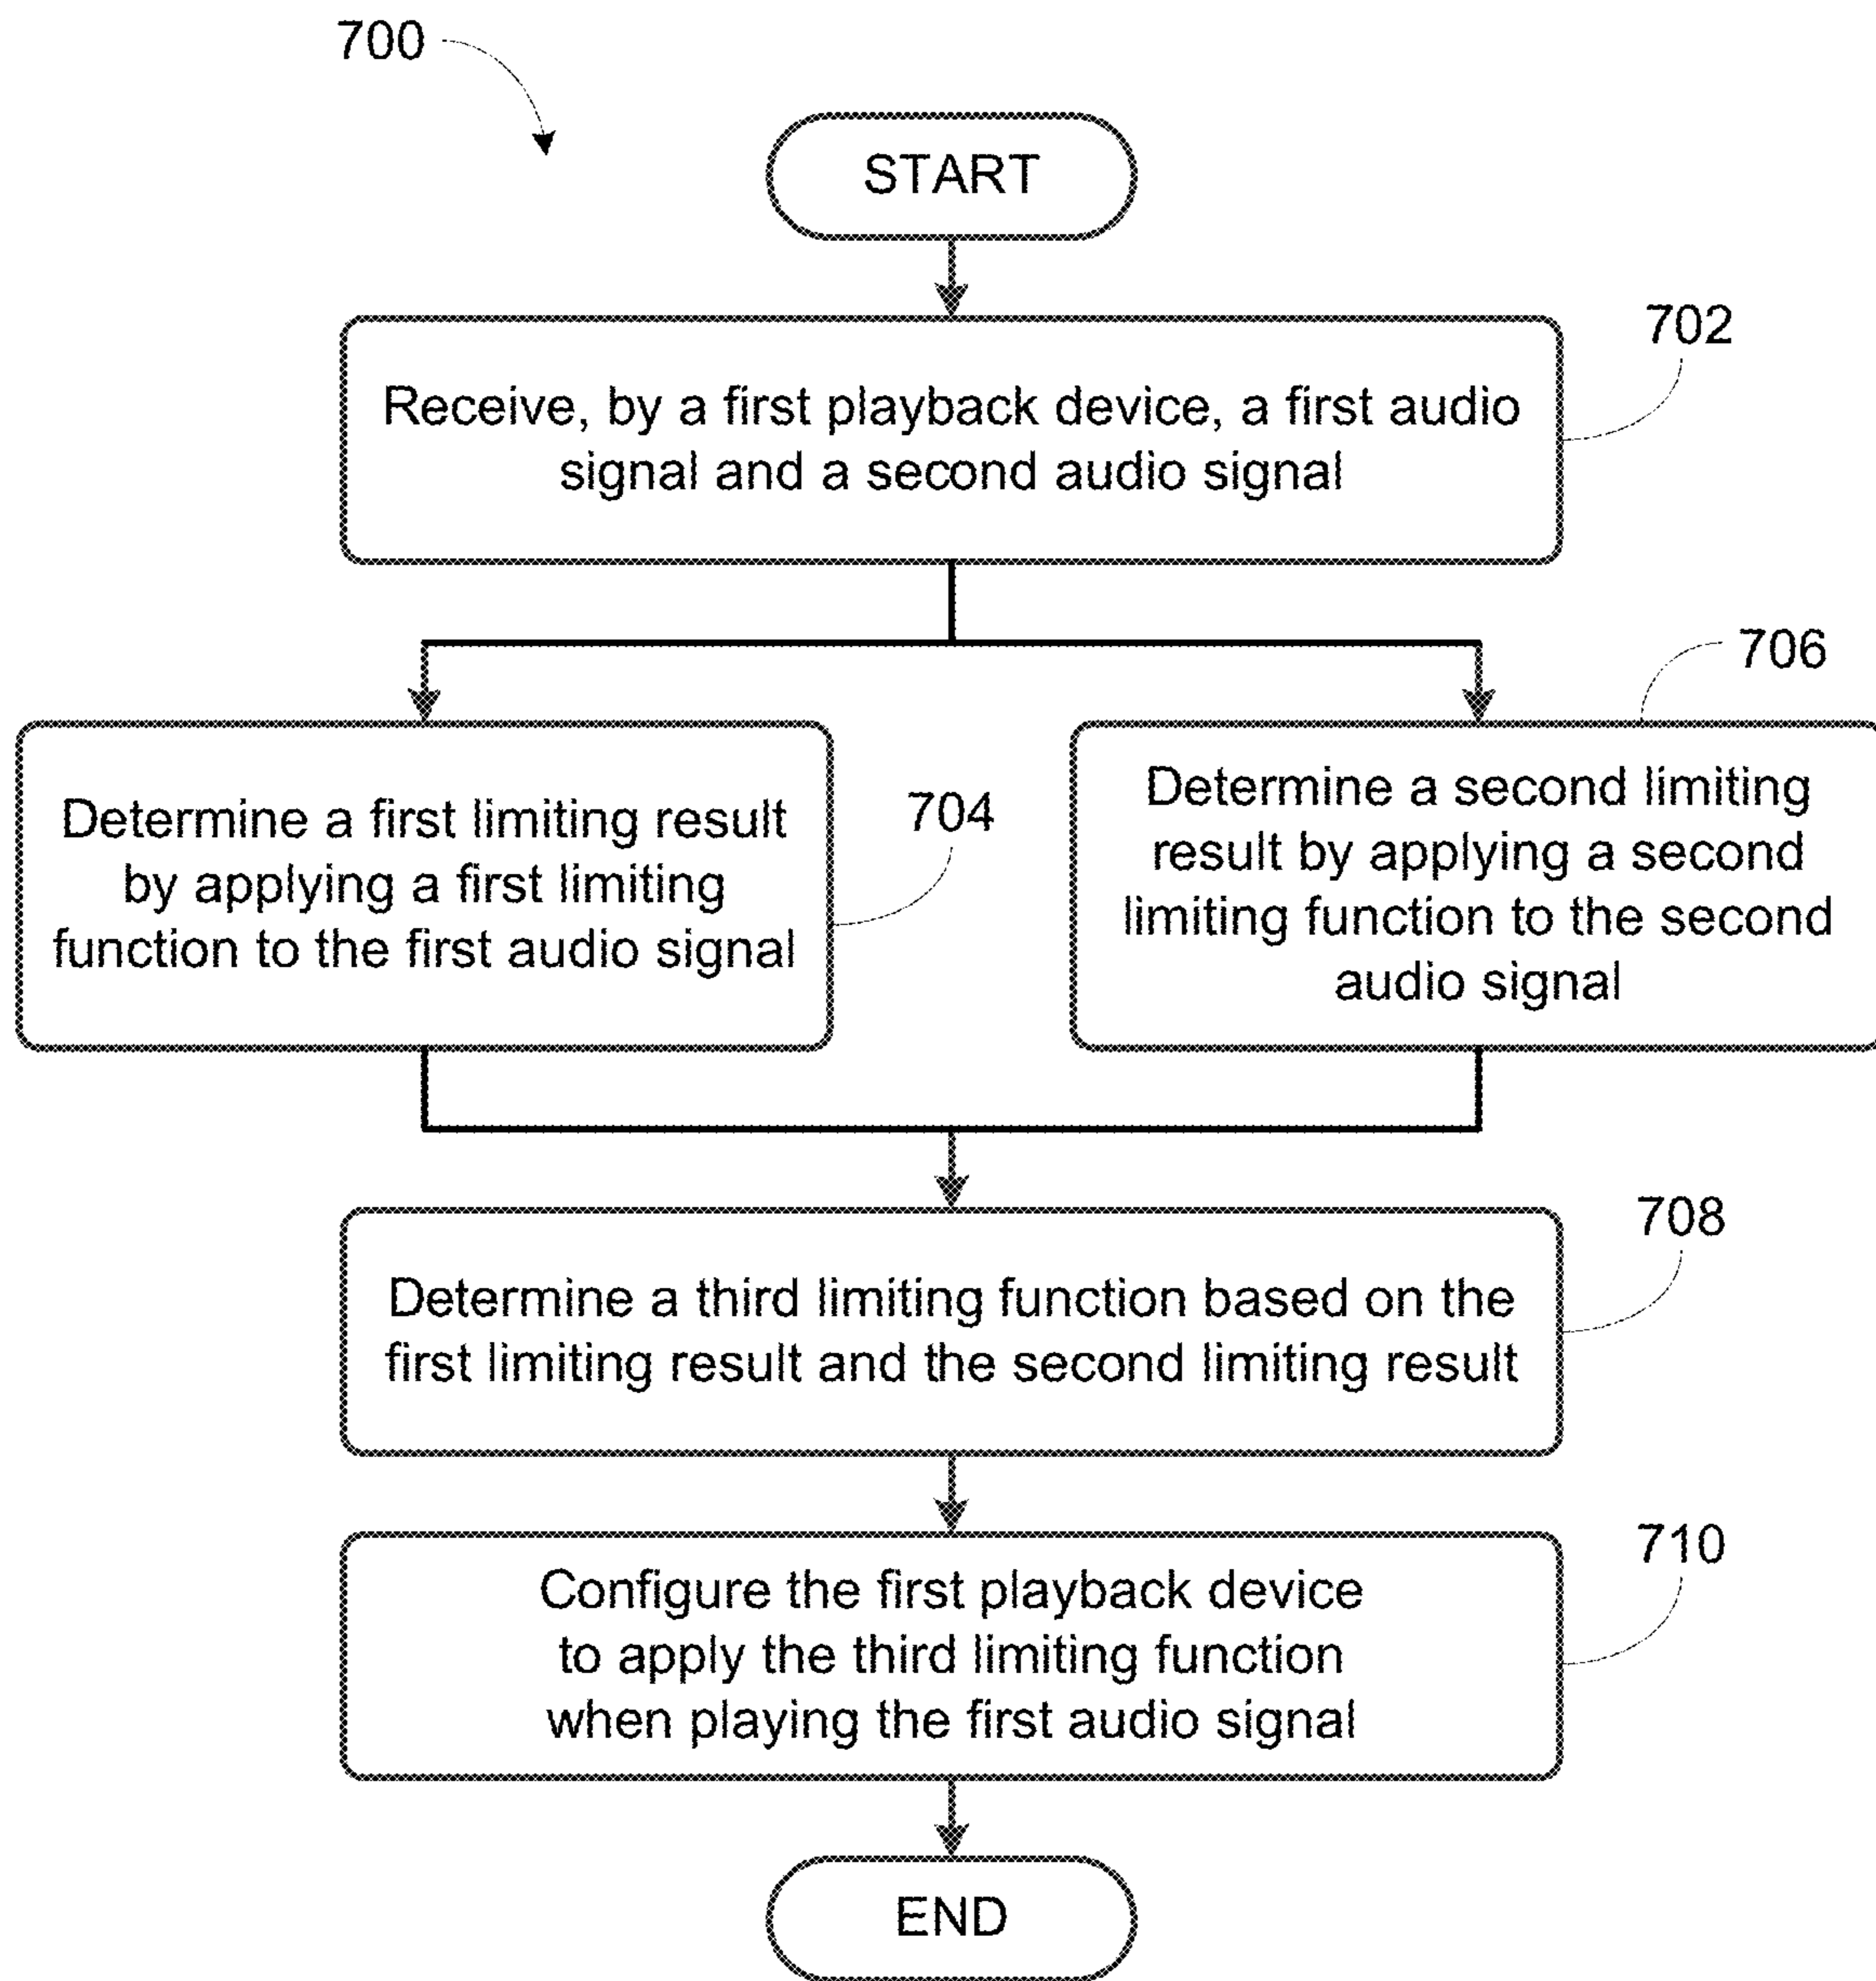 700
START
702
Receive, by a first playback device, a first audio
signal and a second audio signal
706
Determine a first limiting result
by applying a first limiting
function to the first audio signal
704
Determine a second limiting
result by applying a second
limiting function to the second
audio signal
708
Determine a third limiting function based on the
first limiting result and the second limiting result
710
Configure the first playback device
to apply the third limiting function
when playing the first audio signal
END